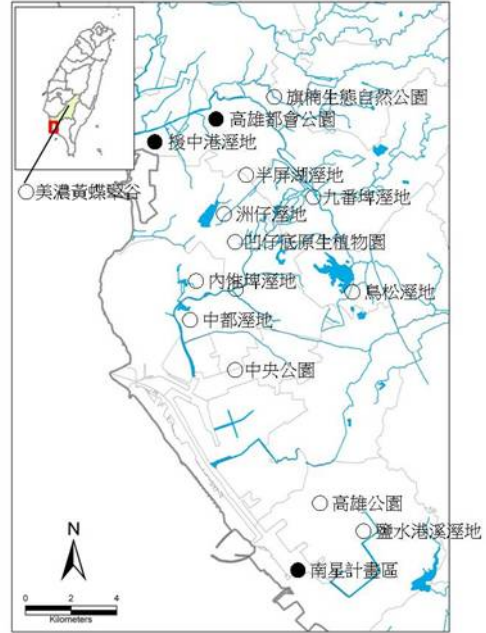 旗楠生態自然公園
高雄都會公園
援中港溼地
半屏湖溼地
美濃黃蝶翠谷
九番埤溼地
洲仔溼地
凹仔底原生植物園
內惟埤溼地
鳥松溼地
中都溼地
中央公園
高雄公園
鹽水港溪溼地
南星計畫區
N
0 2 4
Kilometers